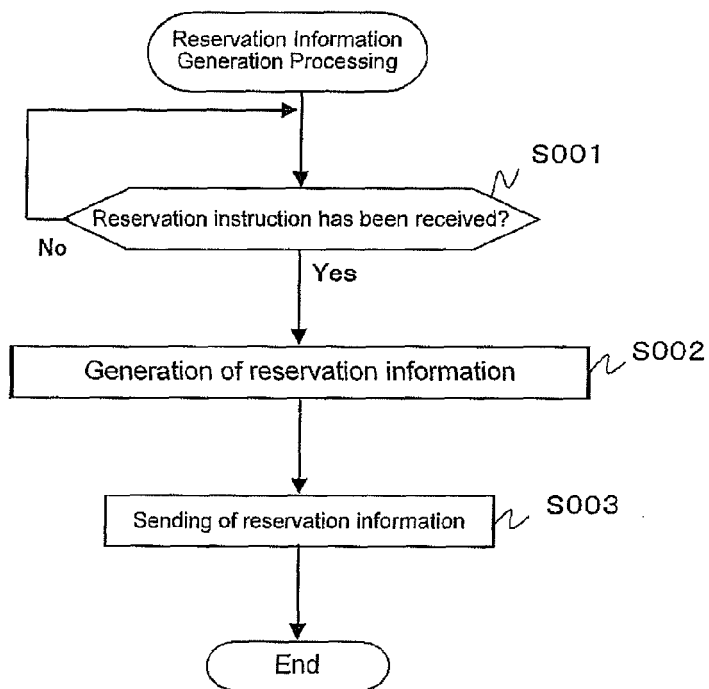 Reservation Information
Generation Processing
S001
Reservation instruction has been received?
No
Yes
S002
Generation of reservation information
S003
Sending of reservation information
End